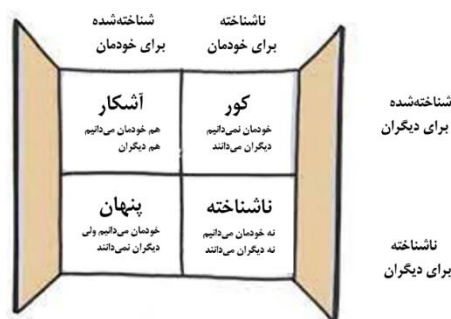 ناشناخته
برای خودمان
شناخته‌شده
برای خودمان
شناخته‌شده
برای دیگران
کور
خودمان نمی‌دانیم
دیگران می‌دانند
آشکار
هم خودمان می‌دانیم
هم دیگران
ناشناخته
برای دیگران
ناشناخته
نه خودمان می‌دانیم
نه دیگران می‌دانند
پنهان
خودمان می‌دانیم ولی
دیگران نمی‌دانند